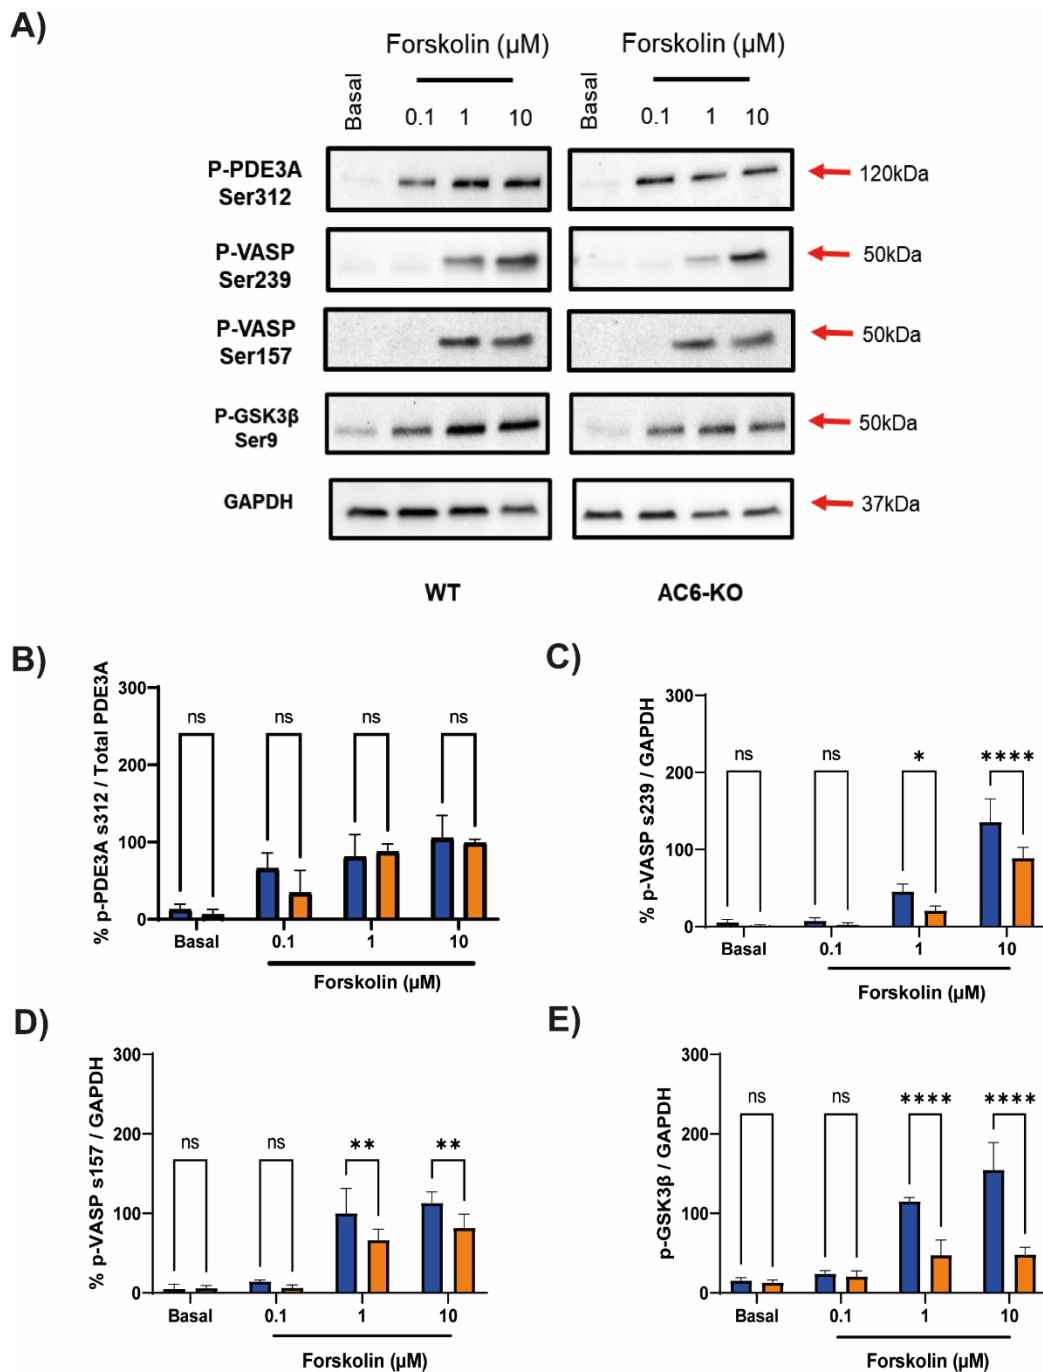 A)
Forskolin (µM)
Forskolin (µM)
Basal
0.1
1
10
Basal
0.1
1
10
P-PDE3A
Ser312
120kDa
P-VASP
Ser239
50kDa
P-VASP
Ser157
50kDa
P-GSK3β
Ser9
50kDa
GAPDH
37kDa
WT
AC6-KO
B)
% p-PDE3A s312 / Total PDE3A
300
200
100
0
ns
ns
ns
ns
Basal
0.1
1
10
Forskolin (µM)
C)
% p-VASP s239 / GAPDH
300
200
100
0
ns
ns
*
****
Basal
0.1
1
10
Forskolin (µM)
D)
% p-VASP s157 / GAPDH
300
200
100
0
ns
ns
**
**
Basal
0.1
1
10
Forskolin (µM)
E)
p-GSK3β / GAPDH
300
200
100
0
ns
ns
****
****
Basal
0.1
1
10
Forskolin (µM)